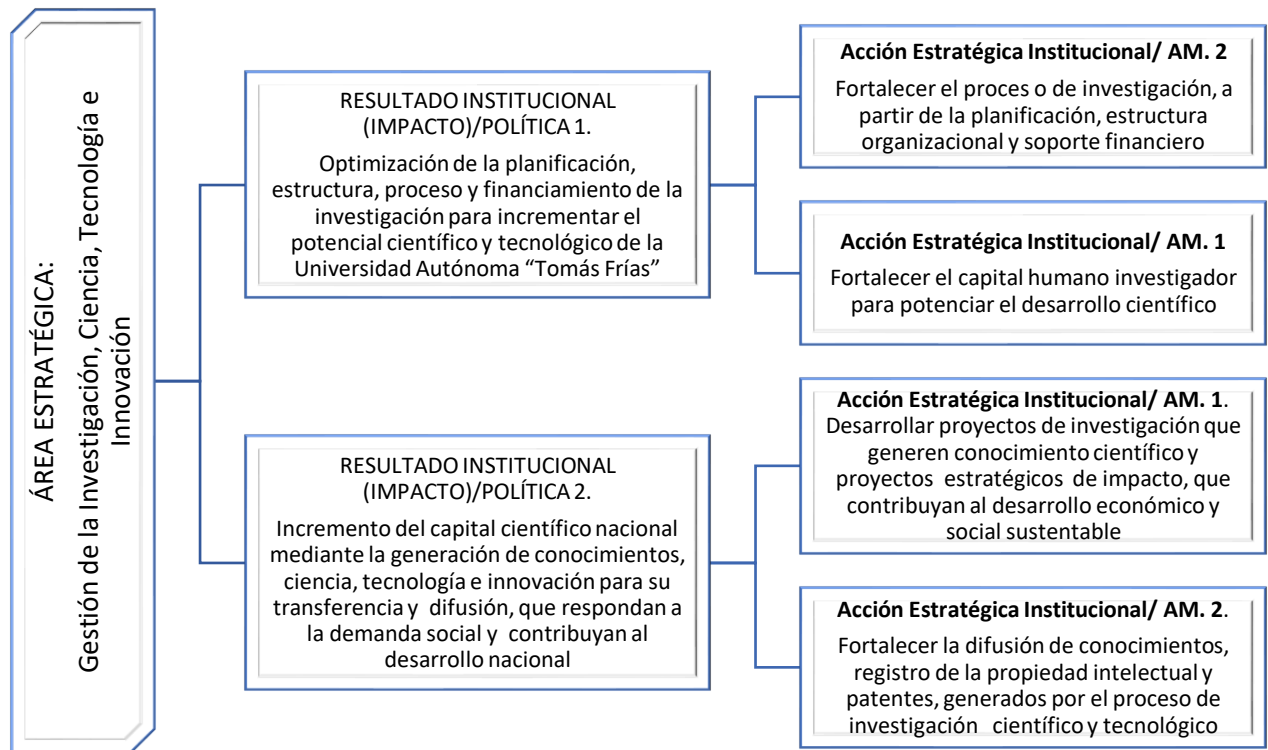 ÁREA ESTRATÉGICA:
Gestión de la Investigación, Ciencia, Tecnología e
Innovación
RESULTADO INSTITUCIONAL
(IMPACTO)/POLÍTICA 1.
Optimización de la planificación,
estructura, proceso y financiamiento de la
investigación para incrementar el
potencial científico y tecnológico de la
Universidad Autónoma “Tomás Frías”
Acción Estratégica Institucional/ AM. 2
Fortalecer el proces o de investigación, a
partir de la planificación, estructura
organizacional y soporte financiero
Acción Estratégica Institucional/ AM. 1
Fortalecer el capital humano investigador
para potenciar el desarrollo científico
RESULTADO INSTITUCIONAL
(IMPACTO)/POLÍTICA 2.
Incremento del capital científico nacional
mediante la generación de conocimientos,
ciencia, tecnología e innovación para su
transferencia y difusión, que respondan a
la demanda social y contribuyan al
desarrollo nacional
Acción Estratégica Institucional/ AM. 1.
Desarrollar proyectos de investigación que
generen conocimiento científico y
proyectos estratégicos de impacto, que
contribuyan al desarrollo económico y
social sustentable
Acción Estratégica Institucional/ AM. 2.
Fortalecer la difusión de conocimientos,
registro de la propiedad intelectual y
patentes, generados por el proceso de
investigación científico y tecnológico